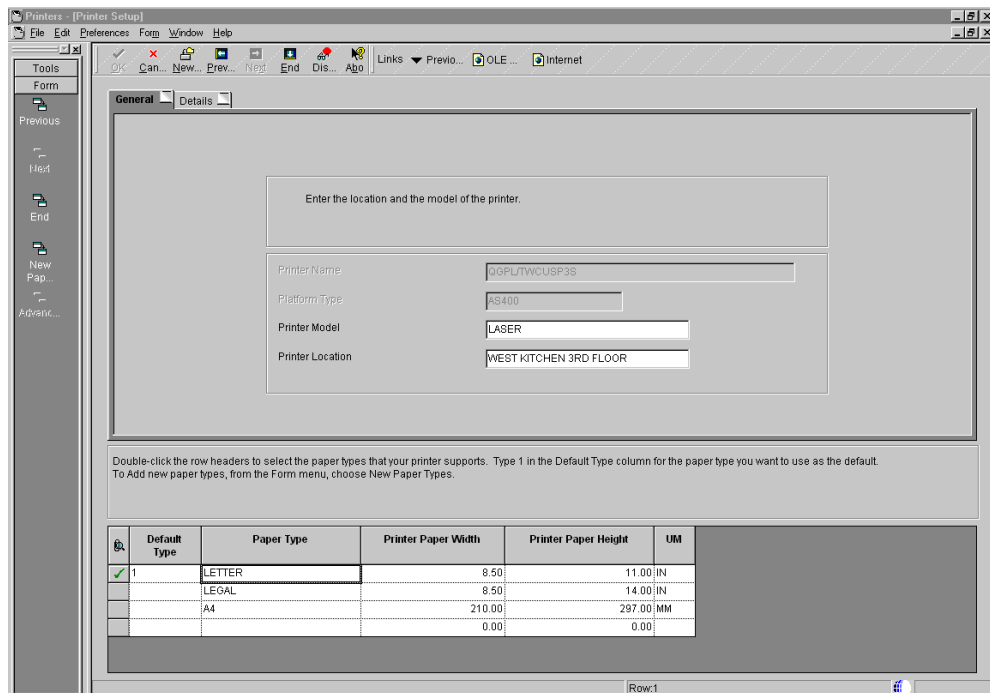 Printers - [Printer Setup]
File Edit Preferences Form Window Help
OK Can... New... Prev... Next End Dis... Abo Links Previo... OLE ... Internet
Tools
Form
Previous
Next
End
New
Pap...
Advanc...
General Details
Enter the location and the model of the printer.
Printer Name QGPL/TWCUSP3S
Platform Type AS400
Printer Model LASER
Printer Location WEST KITCHEN 3RD FLOOR
Double-click the row headers to select the paper types that your printer supports. Type 1 in the Default Type column for the paper type you want to use as the default.
To Add new paper types, from the Form menu, choose New Paper Types.
Default Type Paper Type Printer Paper Width Printer Paper Height UM
1 LETTER 8.50 11.00 IN
LEGAL 8.50 14.00 IN
A4 210.00 297.00 MM
0.00 0.00
Row:1